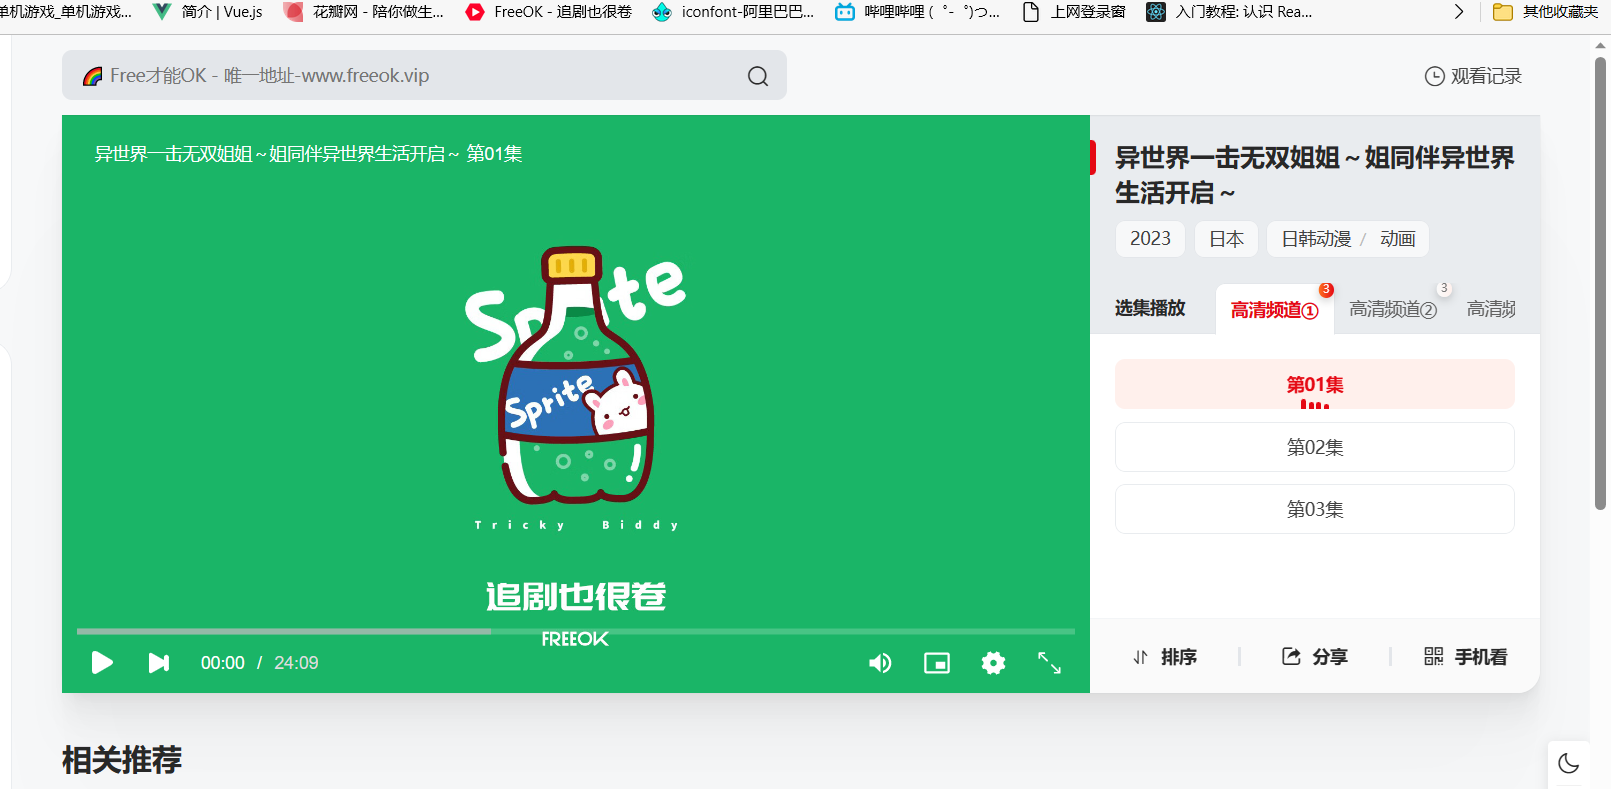 单机游戏_单机游戏... 简介 | Vue.js 花瓣网 - 陪你做生... FreeOK - 追剧也很卷 iconfont-阿里巴巴... 哔哩哔哩 ( ゜- ゜)つ... 上网登录窗 入门教程: 认识 Rea... 其他收藏夹
Free才能OK - 唯一地址-www.freeok.vip
观看记录
异世界一击无双姐姐～姐同伴异世界生活开启～ 第01集
Sprite
Sprite
Tricky Biddy
追剧也很卷
FREEOK
00:00 / 24:09
异世界一击无双姐姐～姐同伴异世界
生活开启～
2023 日本 日韩动漫 / 动画
选集播放 高清频道① 3 高清频道② 3 高清频
第01集
第02集
第03集
排序 分享 手机看
相关推荐